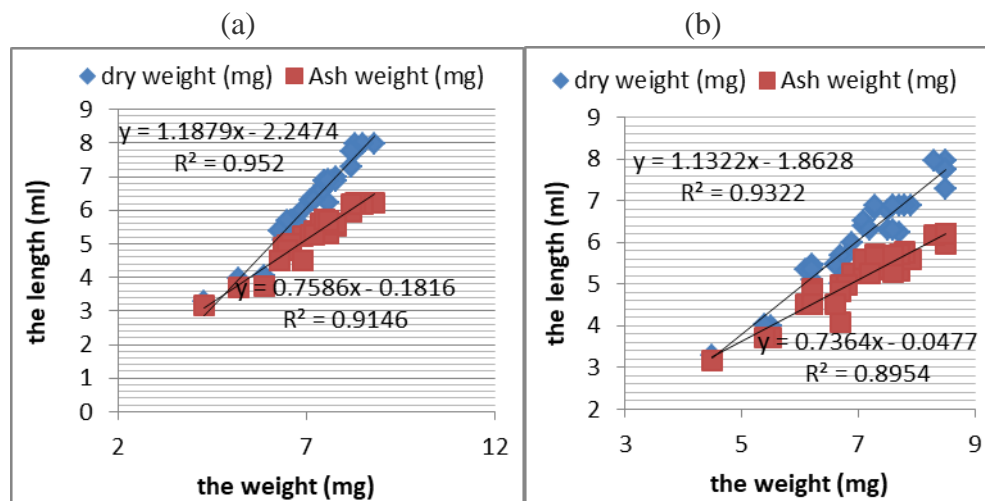 (a)
(b)
dry weight (mg) Ash weight (mg)
9
8
7
6
5
4
3
2
1
0
y = 1.1879x - 2.2474
R² = 0.952
y = 0.7586x - 0.1816
R² = 0.9146
2 7 12
the length (ml)
the weight (mg)
dry weight (mg) Ash weight (mg)
9
8
7
6
5
4
3
2
y = 1.1322x - 1.8628
R² = 0.9322
y = 0.7364x - 0.0477
R² = 0.8954
3 5 7 9
the length (ml)
the weight (mg)